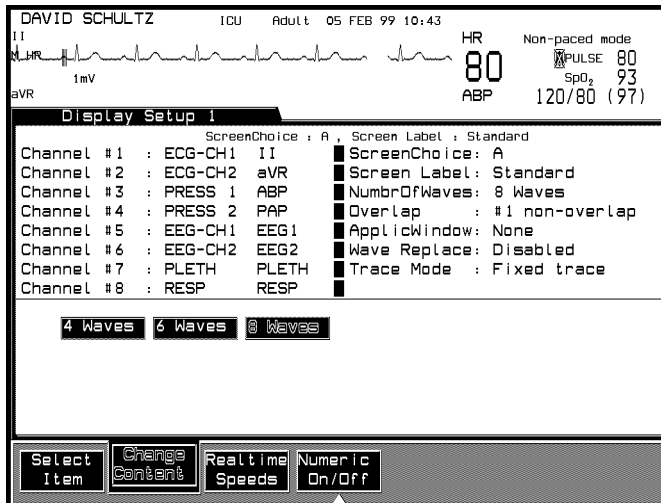 DAVID SCHULTZ ICU Adult 05 FEB 99 10:43
II HR Non-paced mode
M HR 80 PULSE 80
1mV SpO₂ 93
aVR ABP 120/80 (97)
Display Setup 1
ScreenChoice : A , Screen Label : Standard
Channel #1 : ECG-CH1 II ScreenChoice: A
Channel #2 : ECG-CH2 aVR Screen Label: Standard
Channel #3 : PRESS 1 ABP NumbrOfWaves: 8 Waves
Channel #4 : PRESS 2 PAP Overlap : #1 non-overlap
Channel #5 : EEG-CH1 EEG1 ApplicWindow: None
Channel #6 : EEG-CH2 EEG2 Wave Replace: Disabled
Channel #7 : PLETH PLETH Trace Mode : Fixed trace
Channel #8 : RESP RESP
4 Waves 6 Waves 8 Waves
Select Item
Change Content
Realtime Speeds
Numeric On/Off